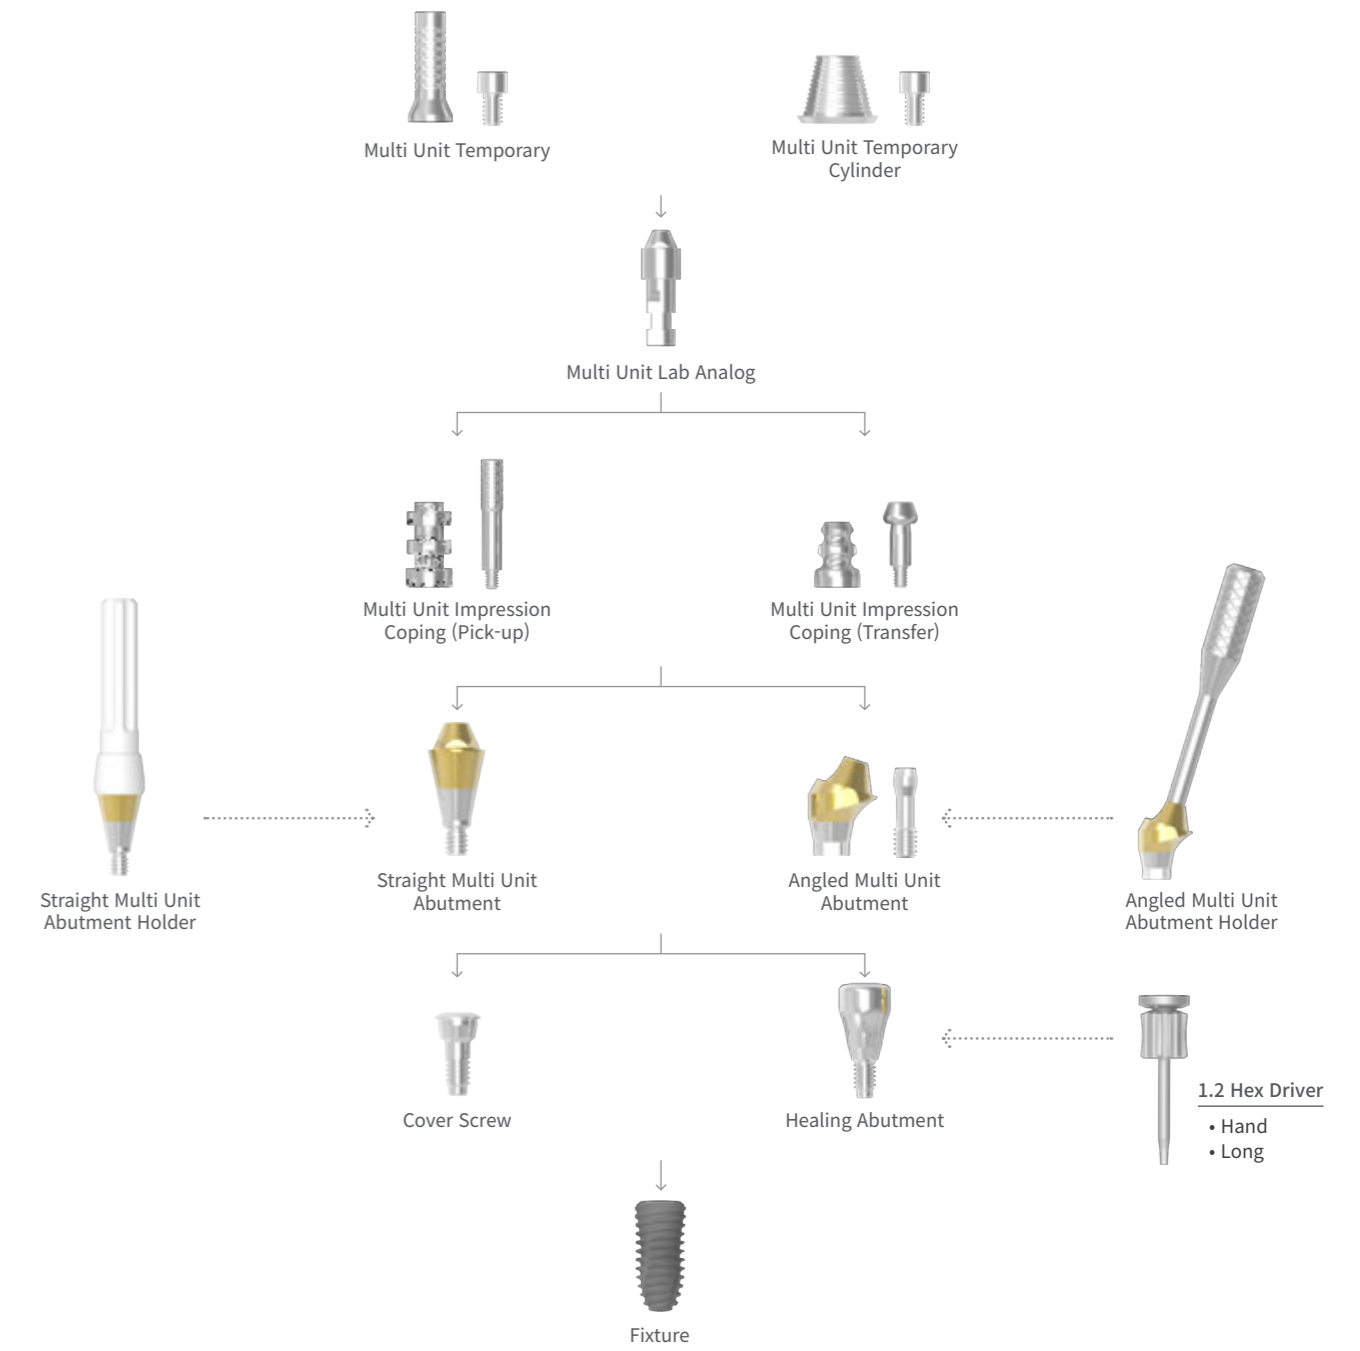 Multi Unit Temporary
Multi Unit Temporary
Cylinder
Multi Unit Lab Analog
Multi Unit Impression
Coping (Pick-up)
Multi Unit Impression
Coping (Transfer)
Straight Multi Unit
Abutment Holder
Straight Multi Unit
Abutment
Angled Multi Unit
Abutment
Angled Multi Unit
Abutment Holder
Cover Screw
Healing Abutment
1.2 Hex Driver
• Hand
• Long
Fixture